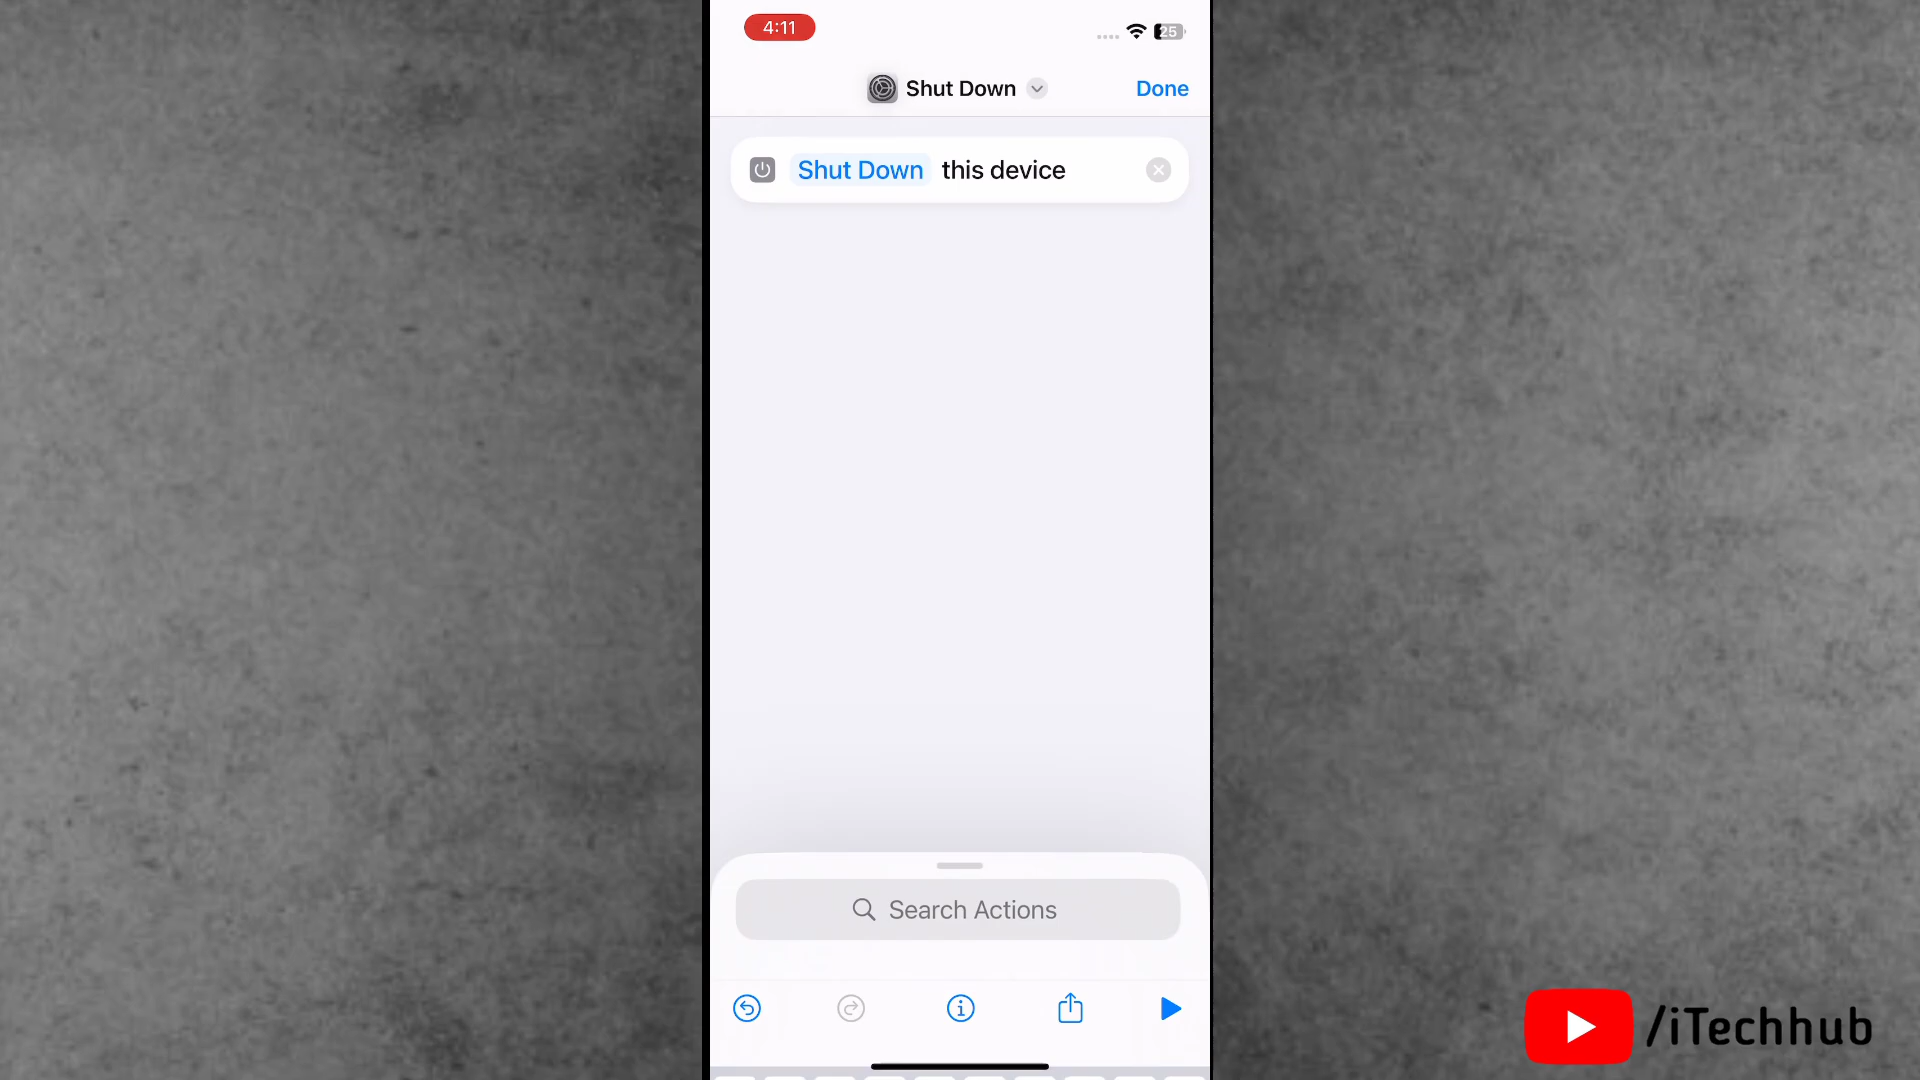 4:11
25
Shut Down
Done
Shut Down this device
Search Actions
/iTechhub